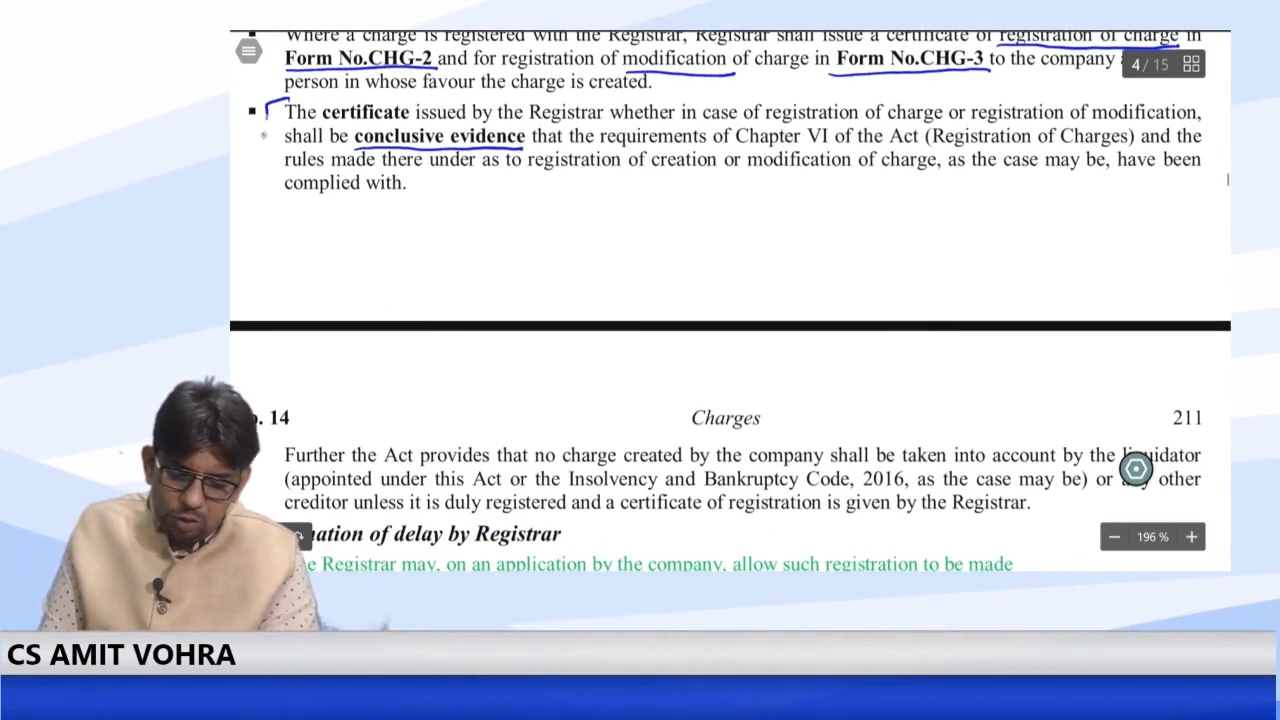 Where a charge is registered with the Registrar, Registrar shall issue a certificate of registration of charge in
Form No.CHG-2 and for registration of modification of charge in Form No.CHG-3 to the company
person in whose favour the charge is created.
4 / 15
The certificate issued by the Registrar whether in case of registration of charge or registration of modification,
shall be conclusive evidence that the requirements of Chapter VI of the Act (Registration of Charges) and the
rules made there under as to registration of creation or modification of charge, as the case may be, have been
complied with.
. 14 Charges 211
Further the Act provides that no charge created by the company shall be taken into account by the liquidator
(appointed under this Act or the Insolvency and Bankruptcy Code, 2016, as the case may be) or other
creditor unless it is duly registered and a certificate of registration is given by the Registrar.
of delay by Registrar
196 %
Registrar may, on an application by the company, allow such registration to be made
CS AMIT VOHRA